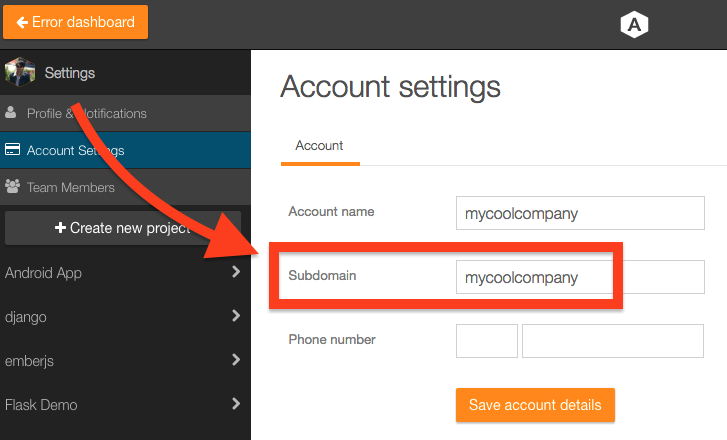 Error dashboard
A
Settings
Profile & Notifications
Account Settings
Team Members
+ Create new project
Android App
django
emberjs
Flask Demo
Account settings
Account
Account name
mycoolcompany
Subdomain
mycoolcompany
Phone number
Save account details